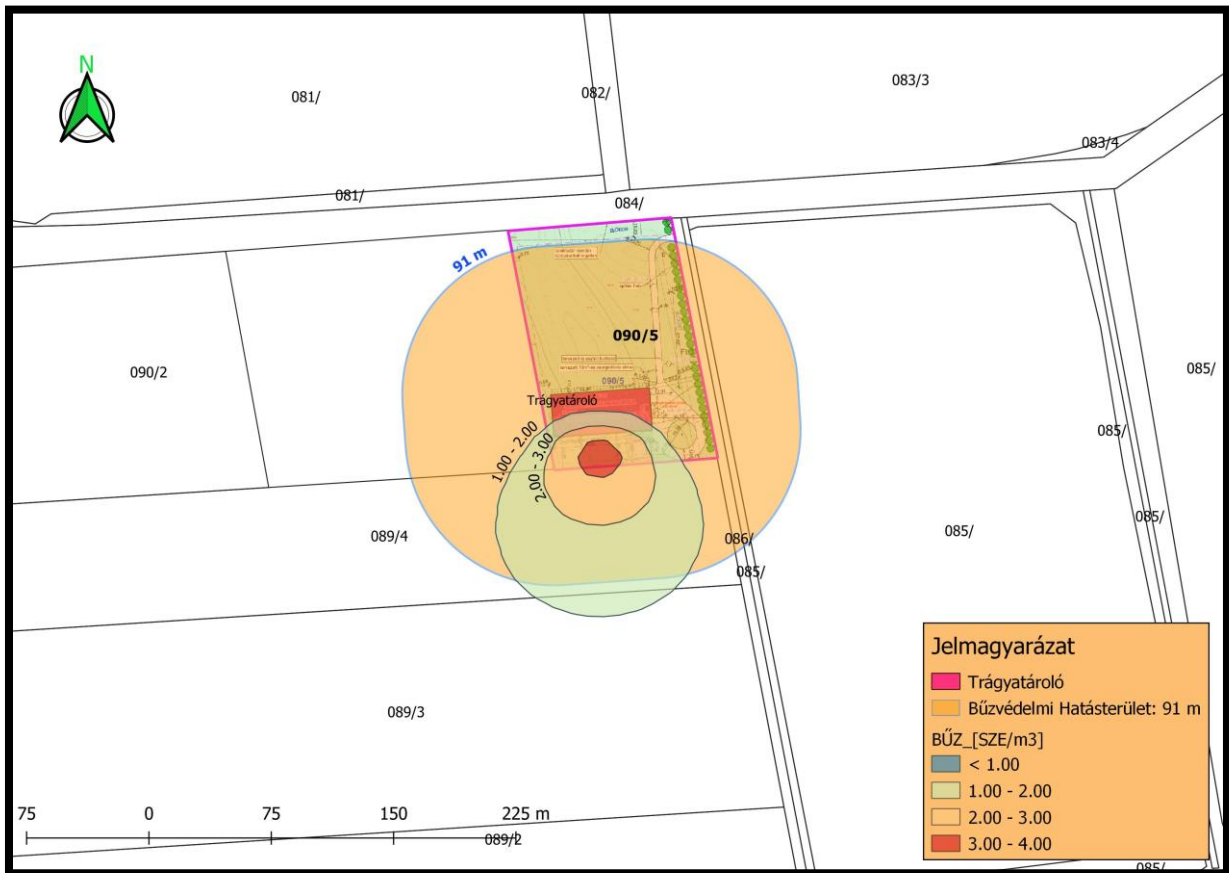 N
081/
082/
083/3
083/4
081/
084/
91 m
090/5
090/2
090/5
Trágyatároló
1.00 - 2.00
2.00 - 3.00
085/
085/
085/
085/
089/4
086/
085/
089/3
Jelmagyarázat
Trágyatároló
Bűzvédelmi Hatásterület: 91 m
BŰZ_[SZE/m3]
< 1.00
1.00 - 2.00
2.00 - 3.00
3.00 - 4.00
75 0 75 150 225 m
089/2
085/